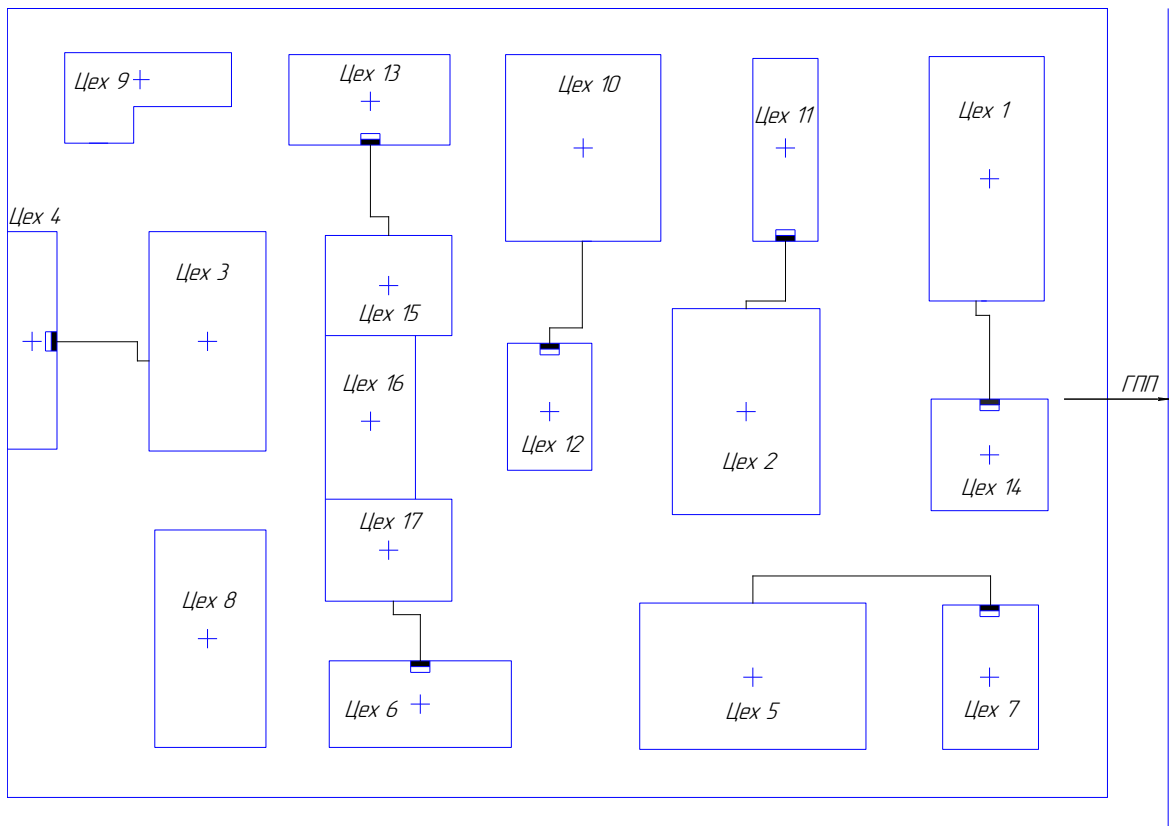 Цех 9
Цех 13
Цех 10
Цех 11
Цех 1
Цех 4
Цех 3
Цех 15
Цех 16
Цех 12
Цех 2
Цех 14
ГПП
Цех 17
Цех 8
Цех 6
Цех 5
Цех 7